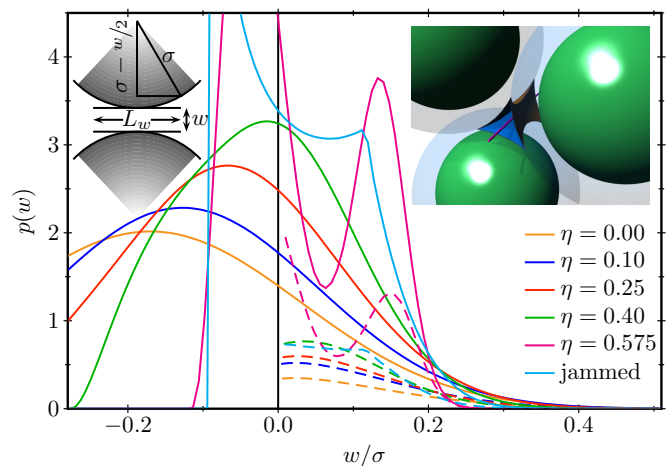 4
3
2
1
0
p(w)
−0.2
0.0
0.2
0.4
w/σ
σ − w/2
σ
L_w
w
η = 0.00
η = 0.10
η = 0.25
η = 0.40
η = 0.575
jammed